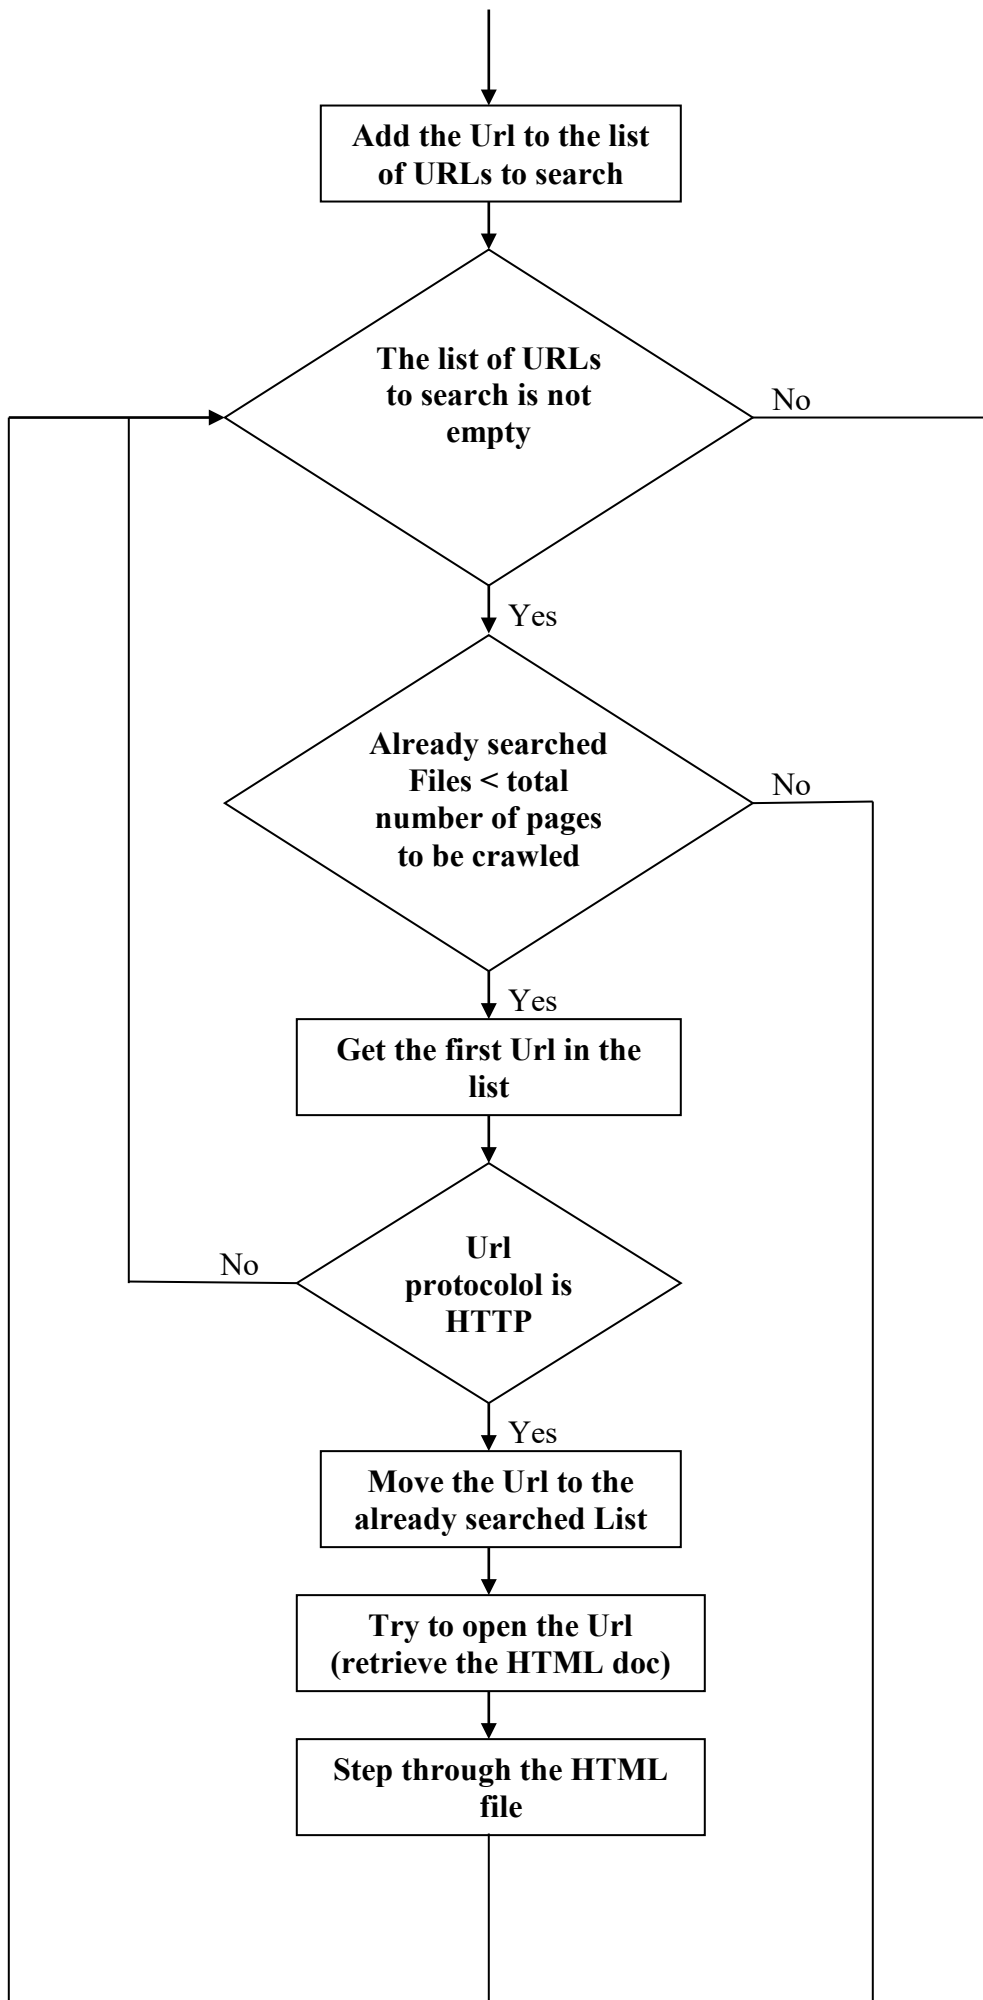 Add the Url to the list
of URLs to search
The list of URLs
to search is not
empty
No
Yes
Already searched
Files < total
number of pages
to be crawled
No
Yes
Get the first Url in the
list
Url
protocolol is
HTTP
No
Yes
Move the Url to the
already searched List
Try to open the Url
(retrieve the HTML doc)
Step through the HTML
file